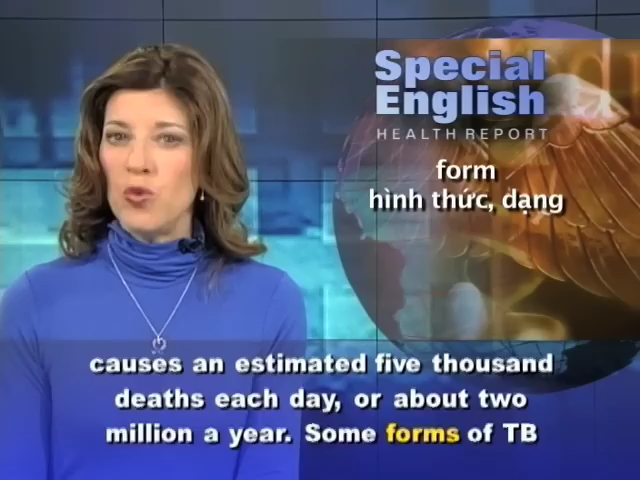 Special
English
HEALTH REPORT
form
hình thức, dạng
causes an estimated five thousand
deaths each day, or about two
million a year. Some forms of TB